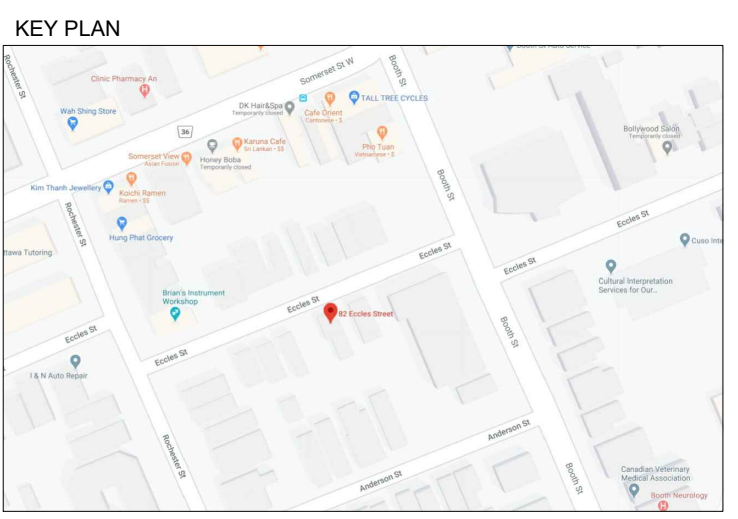 KEY PLAN
Rochester St
Clinic Pharmacy An
Wah Shing Store
36
Somerset St W
Booth St
DK Hair&Spa
Temporarily closed
Cafe Orient
Cantonese - $
TALL TREE CYCLES
Karuna Cafe
Sri Lankan - $$
Pho Tuan
Vietnamese - $
Bollywood Salon
Temporarily closed
Somerset View
Asian Fusion
Honey Boba
Temporarily closed
Kim Thanh Jewellery
Koichi Ramen
Ramen - $$
Booth St
Rochester St
Hung Phat Grocery
Eccles St
ttawa Tutoring
Eccles St
Cuso Inte
Eccles St
Cultural Interpretation
Services for Our...
Brian's Instrument
Workshop
Eccles St
82 Eccles Street
Booth St
Eccles St
Eccles St
I & N Auto Repair
Rochester St
Anderson St
Anderson St
Booth St
Canadian Veterinary
Medical Association
Booth Neurology